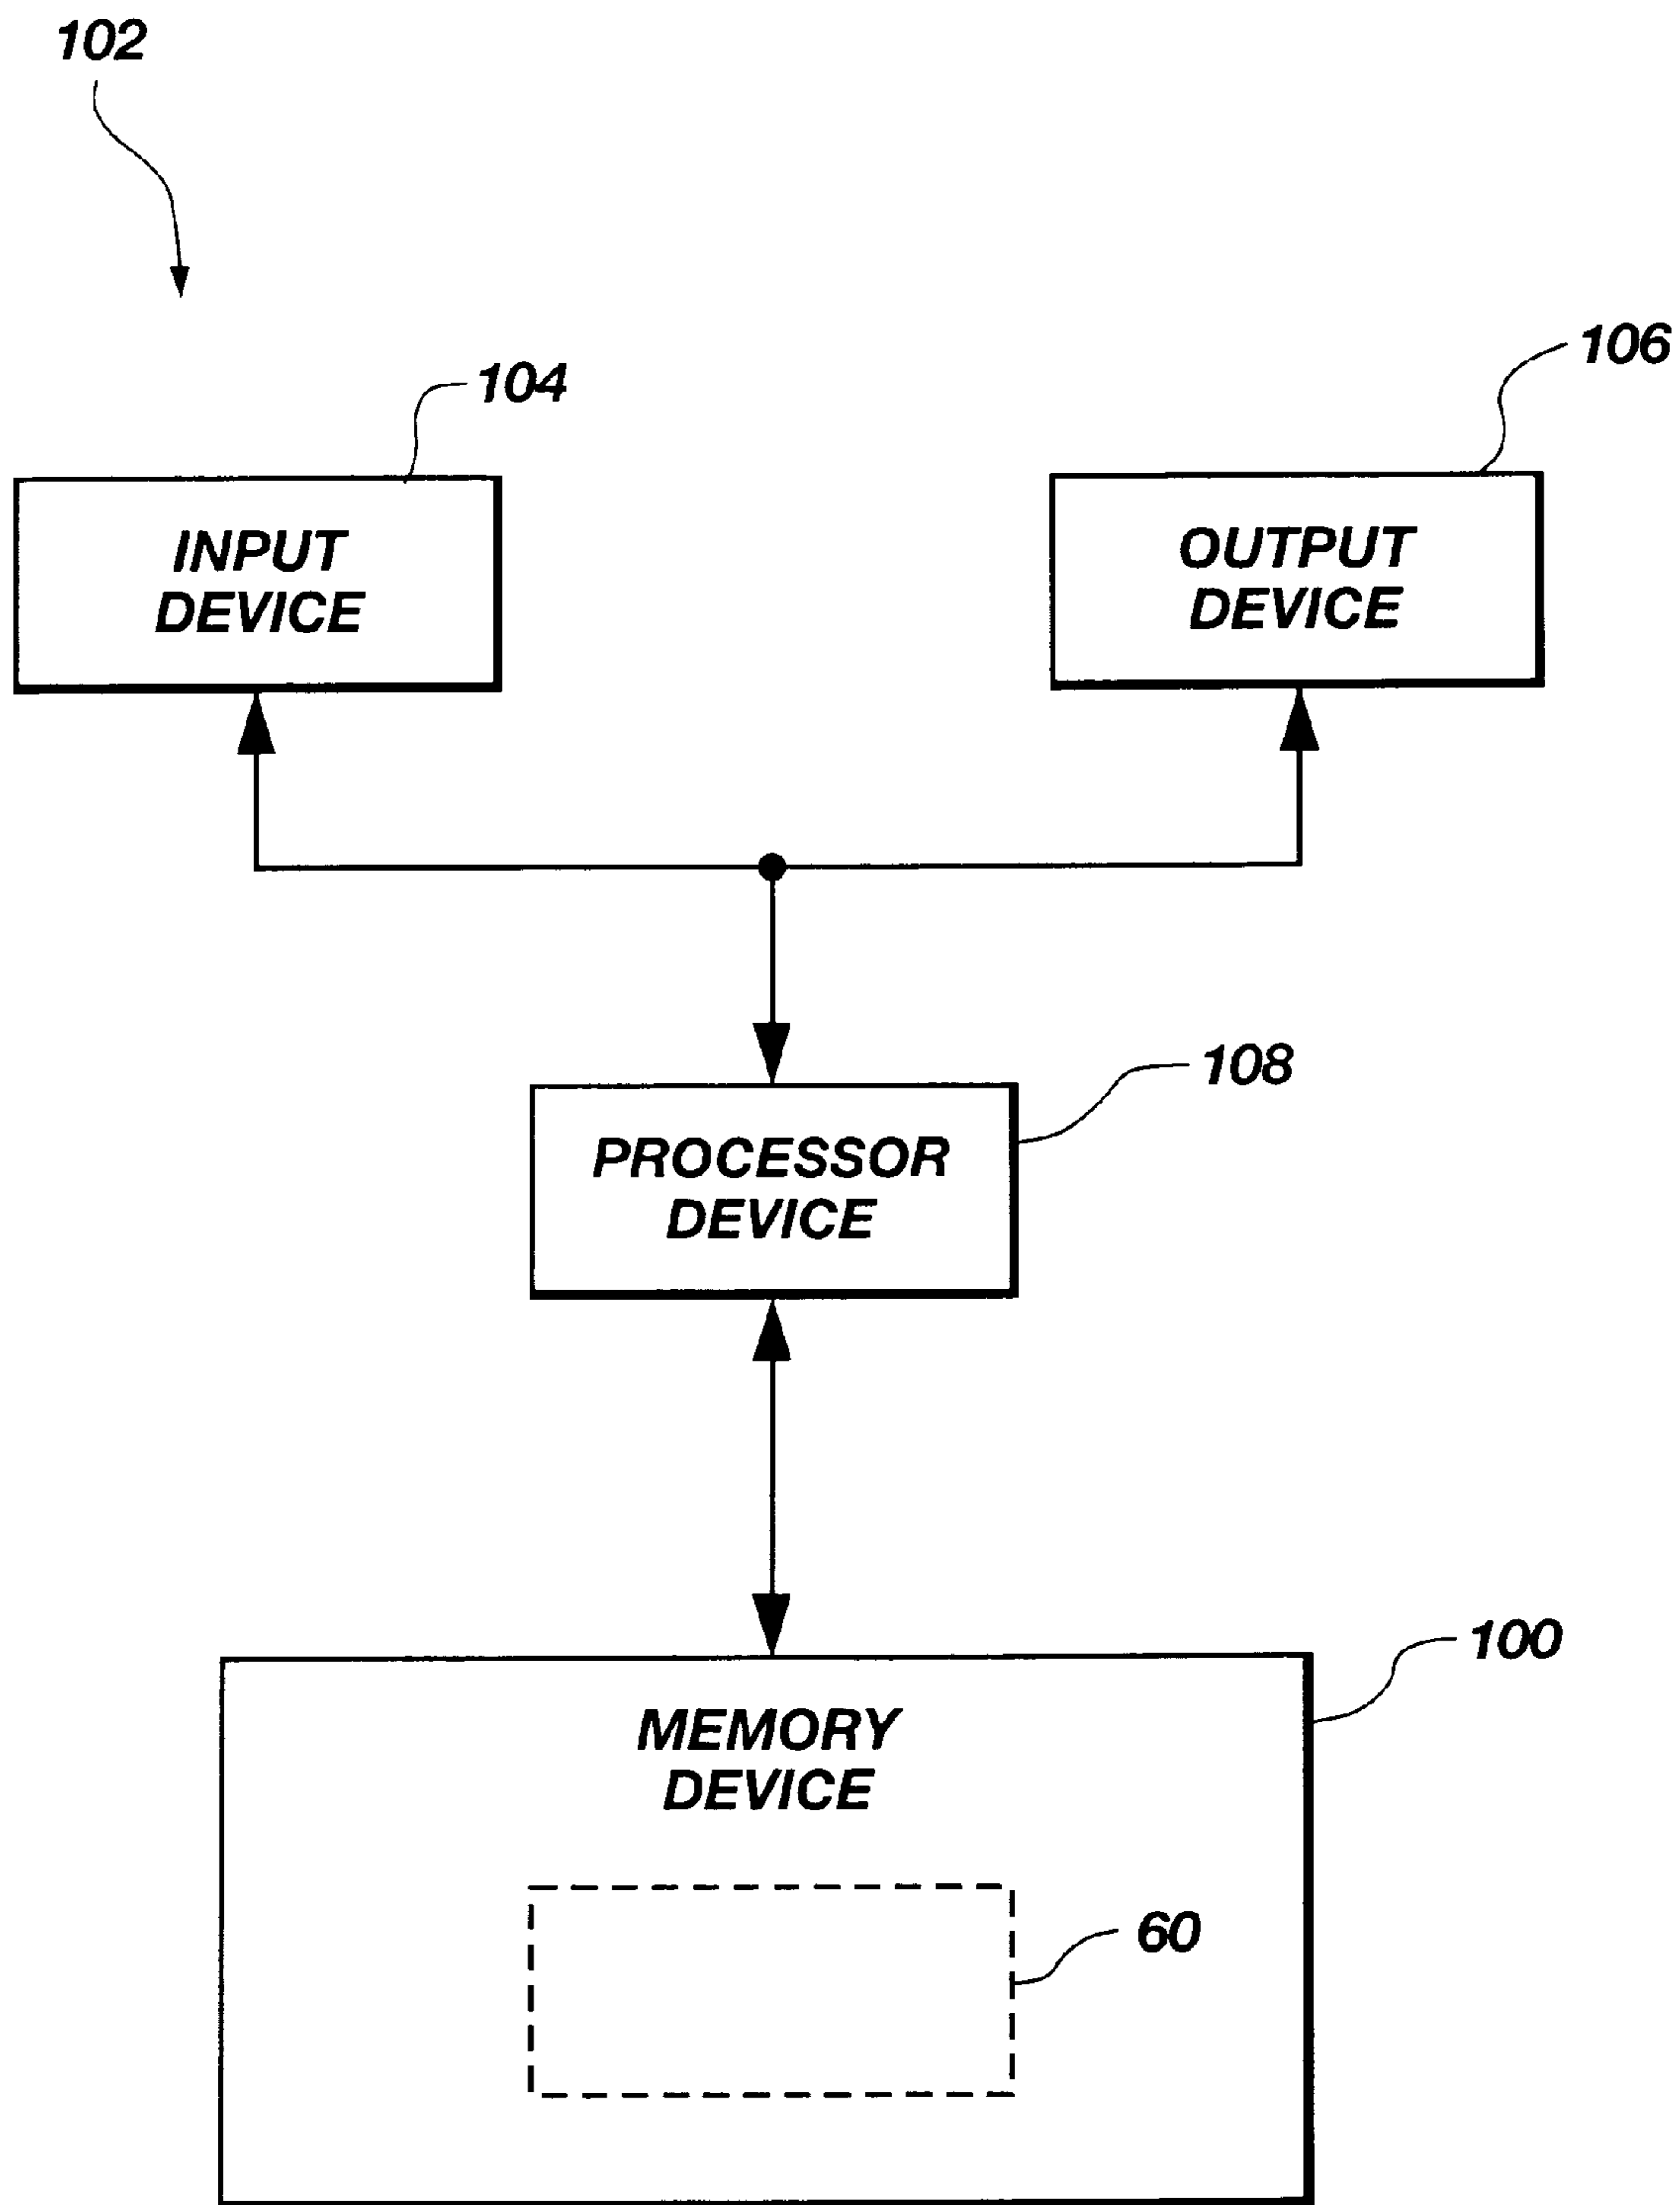 102
106
104
INPUT
DEVICE
OUTPUT
DEVICE
108
PROCESSOR
DEVICE
100
MEMORY
DEVICE
60